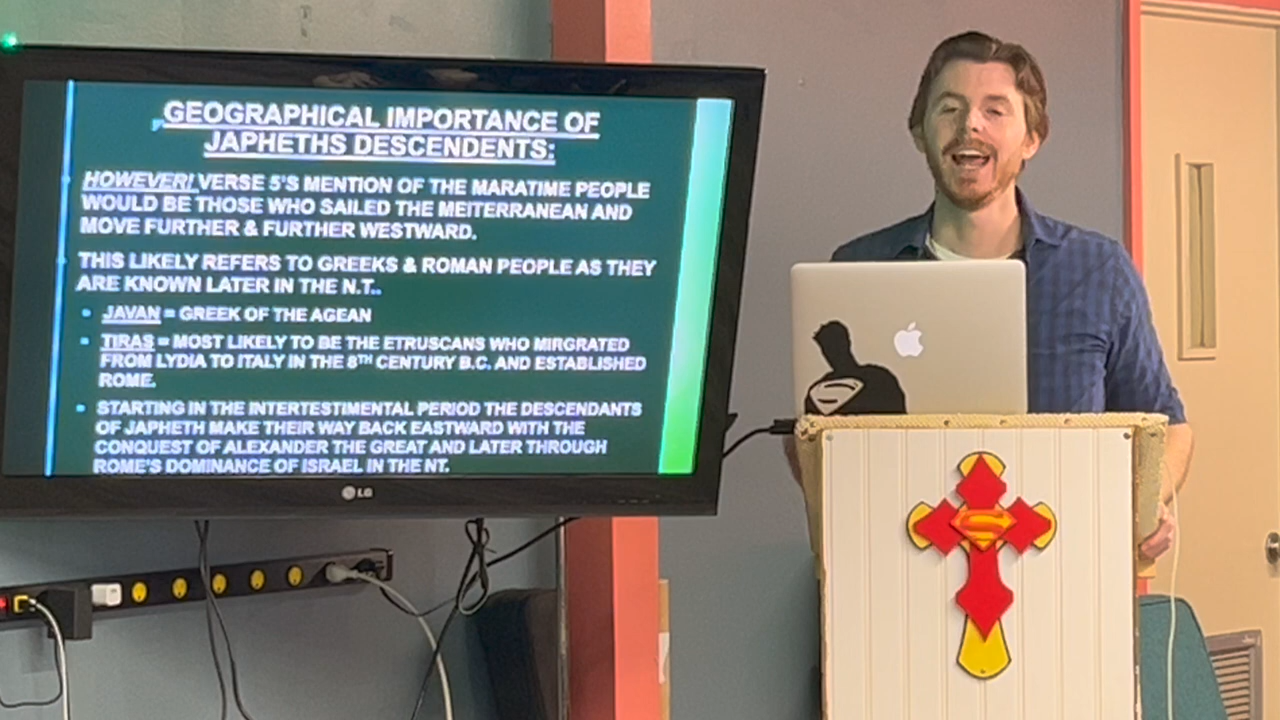 GEOGRAPHICAL IMPORTANCE OF
JAPHETHS DESCENDENTS:
HOWEVER! VERSE 5'S MENTION OF THE MARATIME PEOPLE
WOULD BE THOSE WHO SAILED THE MEITERRANEAN AND
MOVE FURTHER & FURTHER WESTWARD.
THIS LIKELY REFERS TO GREEKS & ROMAN PEOPLE AS THEY
ARE KNOWN LATER IN THE N.T..
JAVAN = GREEK OF THE AGEAN
TIRAS = MOST LIKELY TO BE THE ETRUSCANS WHO MIRGRATED
FROM LYDIA TO ITALY IN THE 8TH CENTURY B.C. AND ESTABLISHED
ROME.
STARTING IN THE INTERTESTIMENTAL PERIOD THE DESCENDANTS
OF JAPHETH MAKE THEIR WAY BACK EASTWARD WITH THE
CONQUEST OF ALEXANDER THE GREAT AND LATER THROUGH
ROME'S DOMINANCE OF ISRAEL IN THE NT.
LG